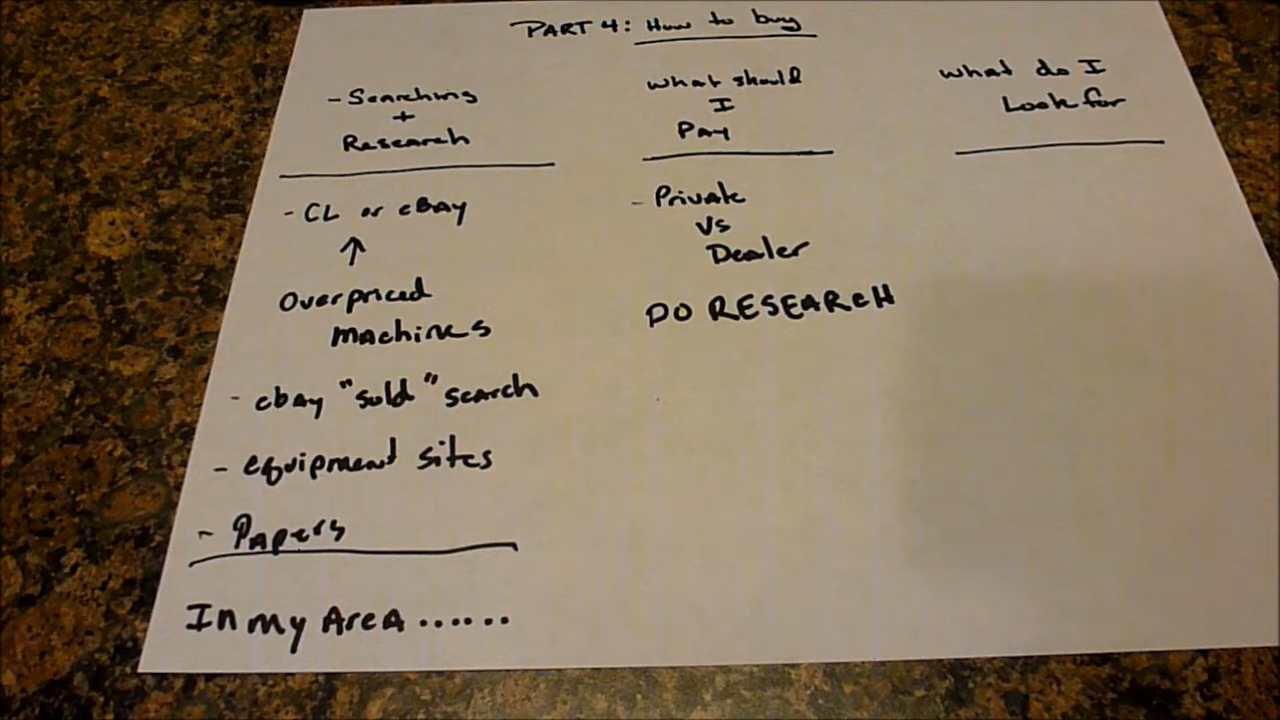 PART 4: How to buy
- Searching
+
Research
- CL or eBay
↑
Overpriced
Machines
- ebay "sold" search
- equipment sites
- Papers
In my Area ......
What should
I
Pay
- Private
Vs
Dealer
DO RESEARCH
What do I
Look for